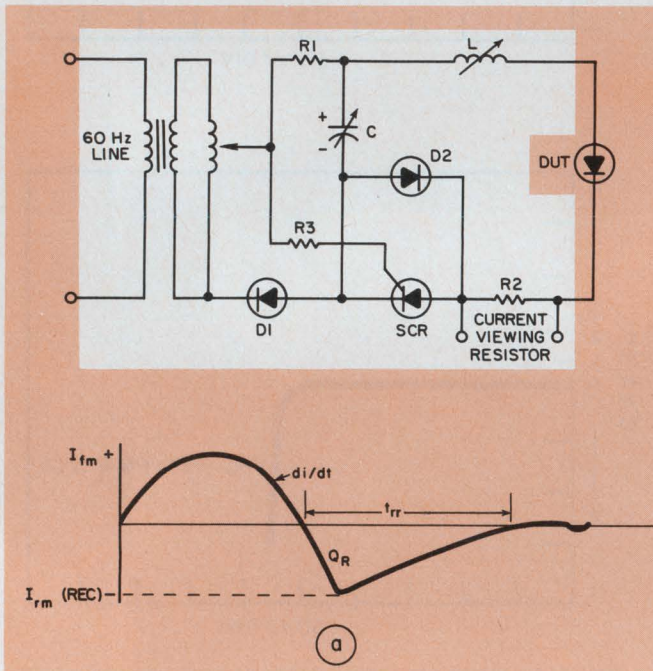 R1
L
60 Hz
LINE
+
-
C
D2
DUT
R3
D1
SCR
R2
CURRENT
VIEWING
RESISTOR
Ifm +
di/dt
trr
QR
Irm (REC) -
a